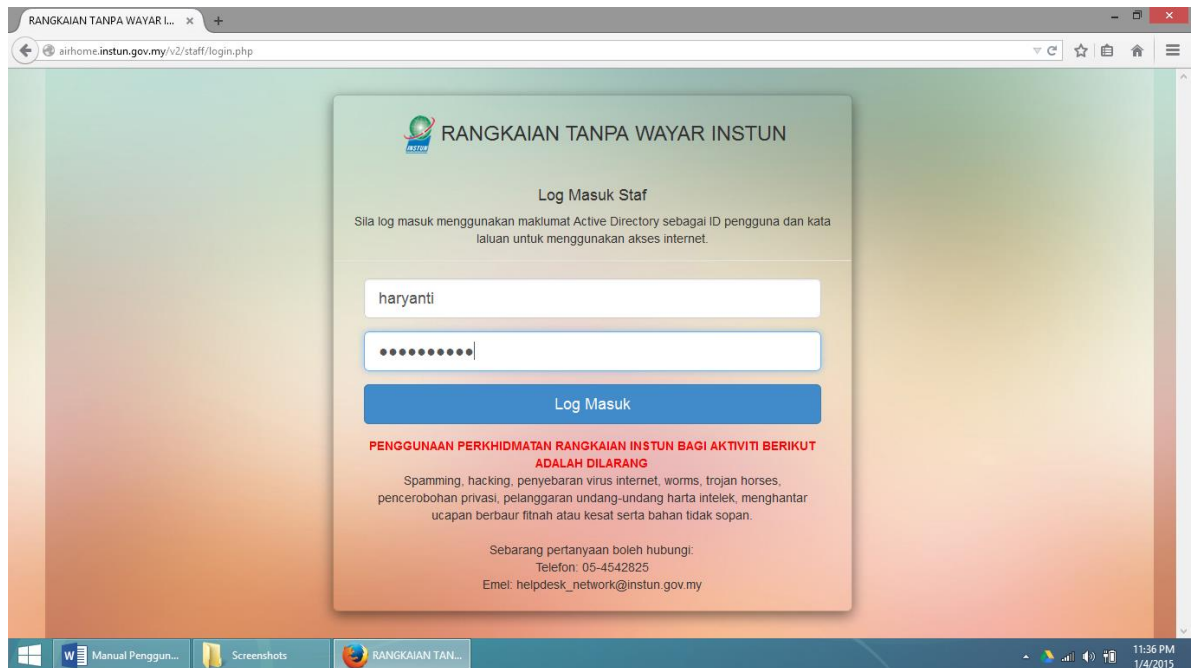 RANGKAIAN TANPA WAYAR I...
airhome.instun.gov.my/v2/staff/login.php
INSTUN
RANGKAIAN TANPA WAYAR INSTUN
Log Masuk Staf
Sila log masuk menggunakan maklumat Active Directory sebagai ID pengguna dan kata
laluan untuk menggunakan akses internet.
haryanti
●●●●●●●●●●
Log Masuk
PENGGUNAAN PERKHIDMATAN RANGKAIAN INSTUN BAGI AKTIVITI BERIKUT
ADALAH DILARANG
Spamming, hacking, penyebaran virus internet, worms, trojan horses,
pencerobohan privasi, pelanggaran undang-undang harta intelek, menghantar
ucapan berbaur fitnah atau kesat serta bahan tidak sopan.
Sebarang pertanyaan boleh hubungi:
Telefon: 05-4542825
Emel: helpdesk_network@instun.gov.my
Manual Penggun...
Screenshots
RANGKAIAN TAN...
11:36 PM
1/4/2015